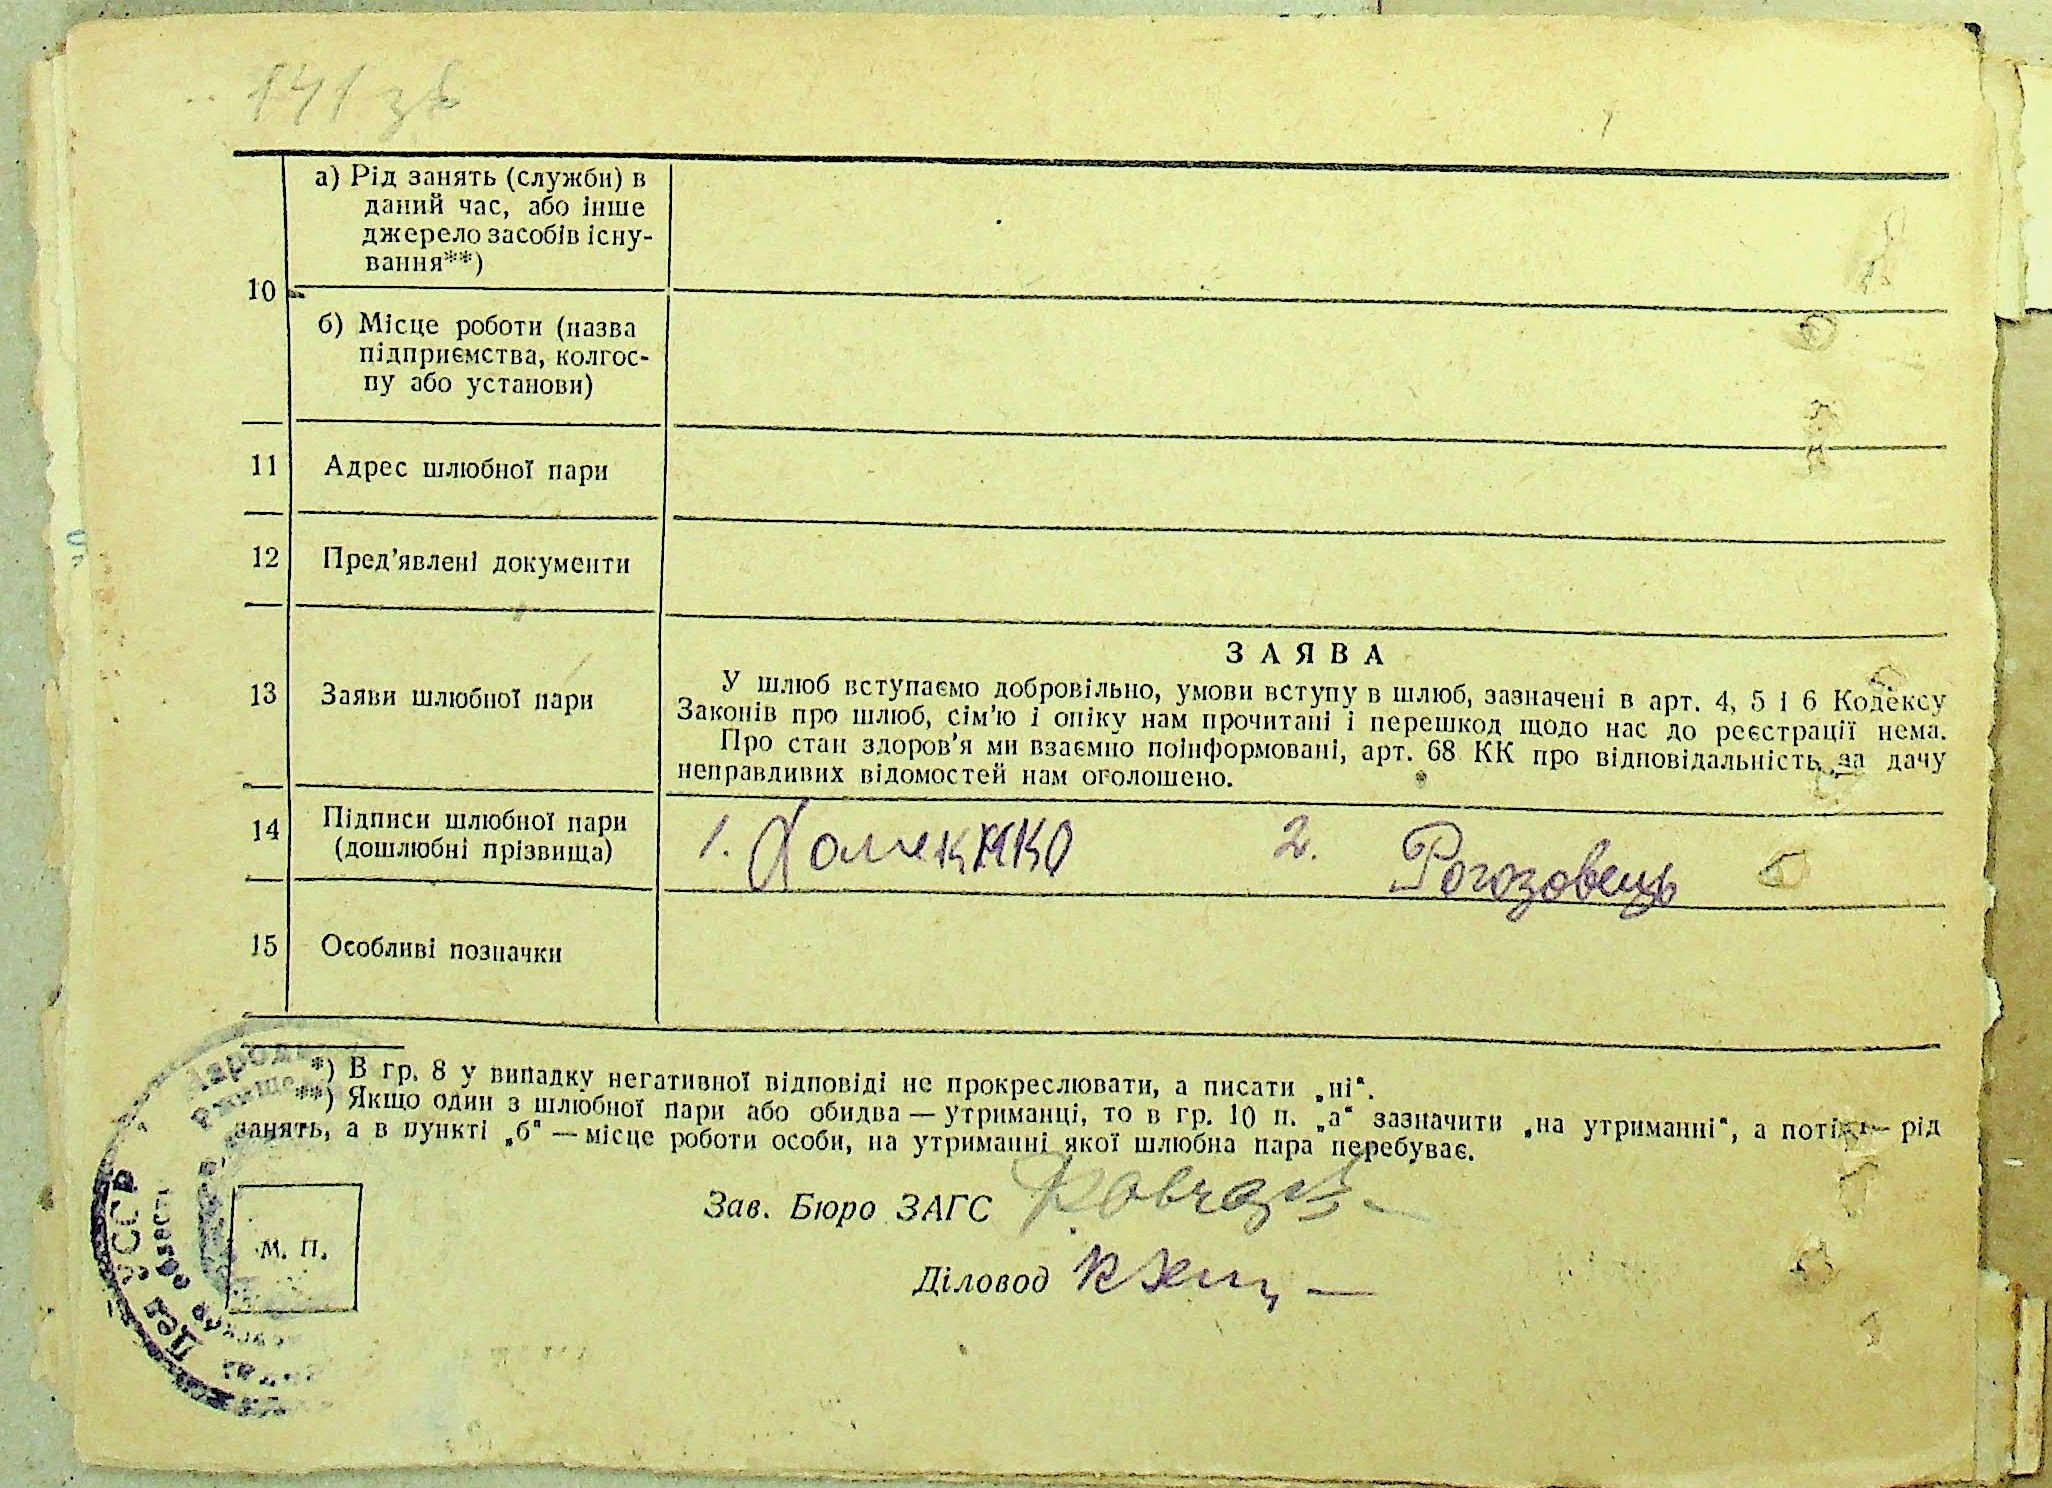 141 зв
а) Рід занять (служби) в
даний час, або інше
джерело засобів існу-
вання**)
10
б) Місце роботи (назва
підприємства, колгос-
пу або установи)
11 Адрес шлюбної пари
12 Пред'явлені документи
13 Заяви шлюбної пари
ЗАЯВА
У шлюб вступаємо добровільно, умови вступу в шлюб, зазначені в арт. 4, 5 і 6 Кодексу
Законів про шлюб, сім'ю і опіку нам прочитані і перешкод щодо нас до реєстрації нема.
Про стан здоров'я ми взаємно поінформовані, арт. 68 КК про відповідальність за дачу
неправдивих відомостей нам оголошено.
14 Підписи шлюбної пари
(дошлюбні прізвища)
1. 2. Рогозовець
15 Особливі позначки
*) В гр. 8 у випадку негативної відповіді не прокреслювати, а писати „ні“.
**) Якщо один з шлюбної пари або обидва — утриманці, то в гр. 10 п. „а“ зазначити „на утриманні“, а потім — рід
занять, а в пункті „б“ — місце роботи особи, на утриманні якої шлюбна пара перебуває.
Зав. Бюро ЗАГС
М. П.
Діловод
УССР